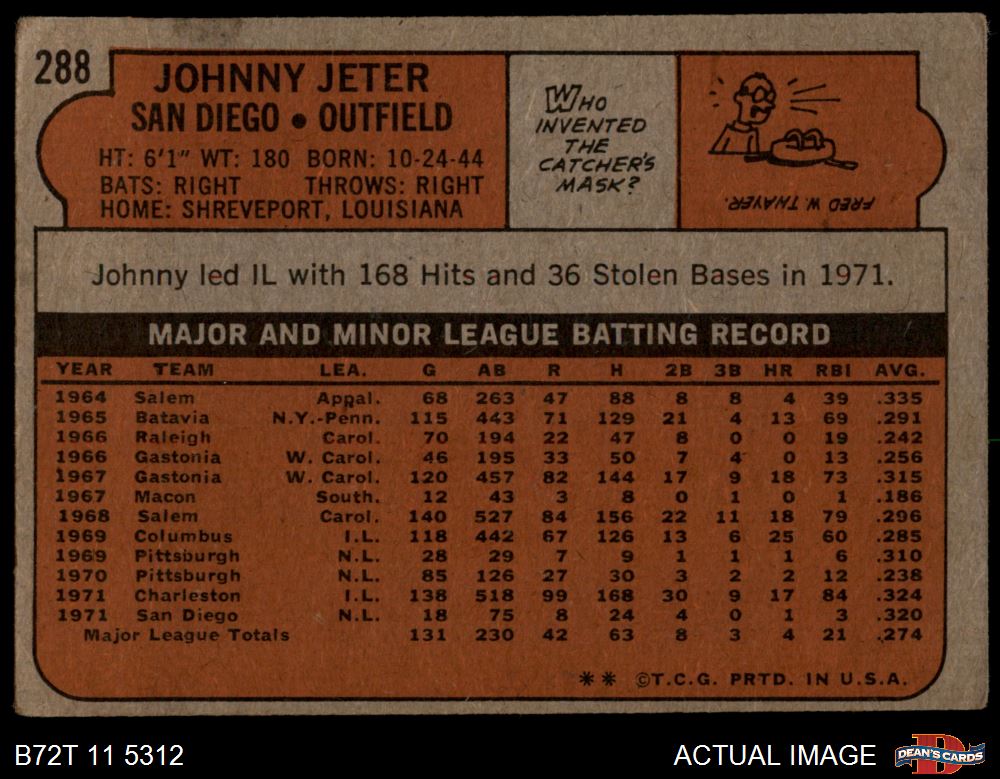 288
JOHNNY JETER
SAN DIEGO • OUTFIELD
HT: 6'1" WT: 180 BORN: 10-24-44
BATS: RIGHT THROWS: RIGHT
HOME: SHREVEPORT, LOUISIANA
WHO
INVENTED
THE
CATCHER'S
MASK?
FRED W. THAYER.
Johnny led IL with 168 Hits and 36 Stolen Bases in 1971.
MAJOR AND MINOR LEAGUE BATTING RECORD
YEAR TEAM LEA. G AB R H 2B 3B HR RBI AVG.
1964 Salem Appal. 68 263 47 88 8 8 4 39 .335
1965 Batavia N.Y.-Penn. 115 443 71 129 21 4 13 69 .291
1966 Raleigh Carol. 70 194 22 47 8 0 0 19 .242
1966 Gastonia W. Carol. 46 195 33 50 7 4 0 13 .256
1967 Gastonia W. Carol. 120 457 82 144 17 9 18 73 .315
1967 Macon South. 12 43 3 8 0 1 0 1 .186
1968 Salem Carol. 140 527 84 156 22 11 18 79 .296
1969 Columbus I.L. 118 442 67 126 13 6 25 60 .285
1969 Pittsburgh N.L. 28 29 7 9 1 1 1 6 .310
1970 Pittsburgh N.L. 85 126 27 30 3 2 2 12 .238
1971 Charleston I.L. 138 518 99 168 30 9 17 84 .324
1971 San Diego N.L. 18 75 8 24 4 0 1 3 .320
Major League Totals 131 230 42 63 8 3 4 21 .274
** ©T.C.G. PRTD. IN U.S.A.
B72T 11 5312
ACTUAL IMAGE
DEAN'S CARDS